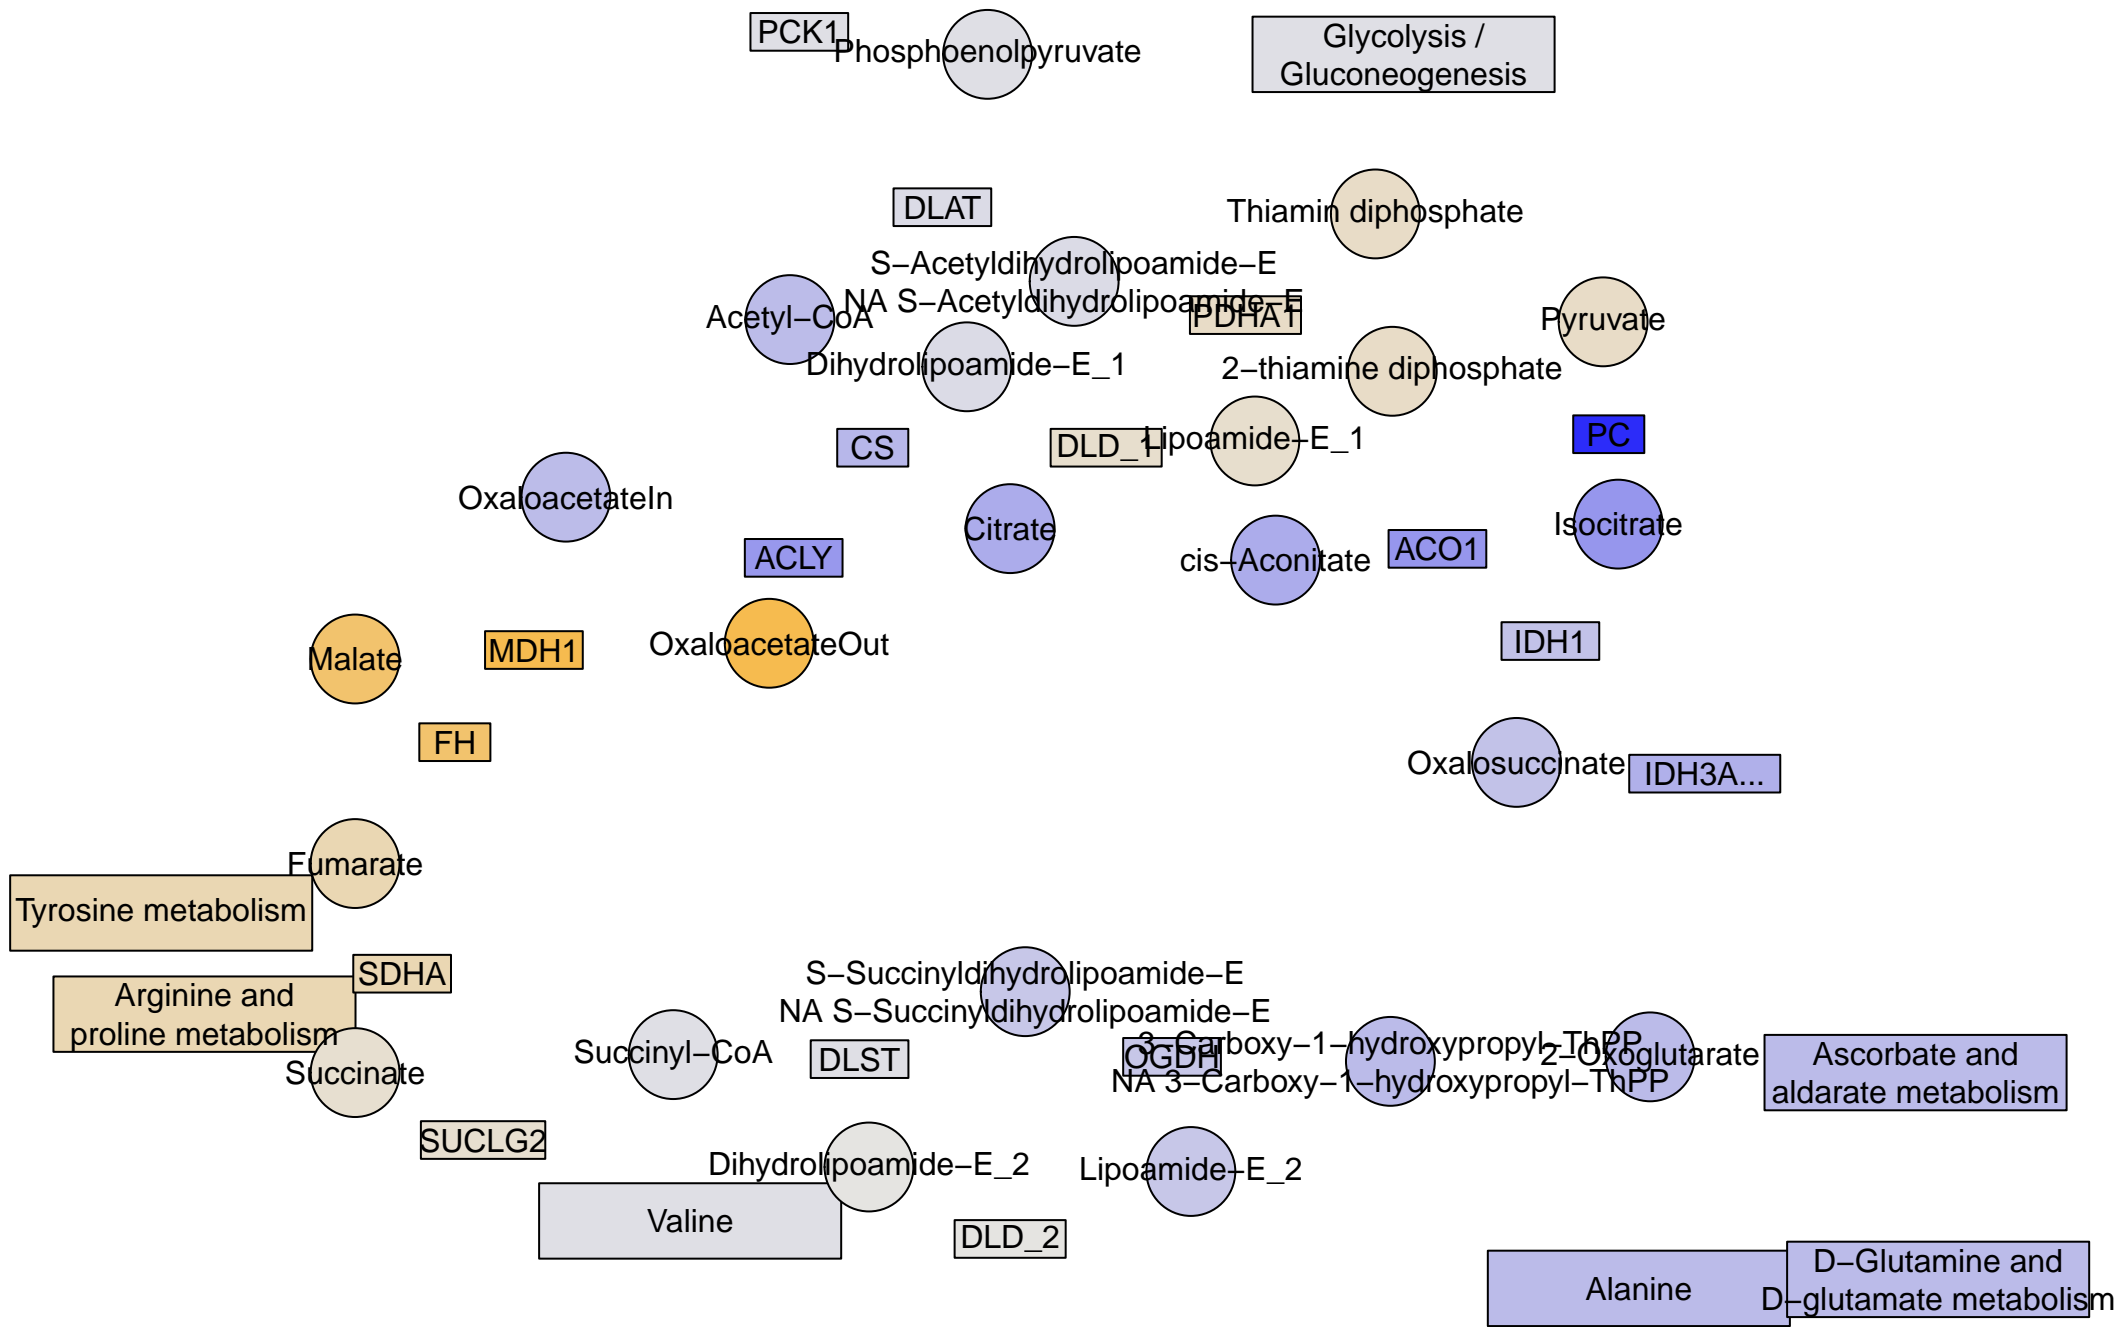 PCK1
Phosphoenolpyruvate
Glycolysis /
Gluconeogenesis
DLAT
Thiamin diphosphate
S−Acetyldihydrolipoamide−E
NA S−Acetyldihydrolipoamide−E
Acetyl−CoA
PDHA1
Pyruvate
Dihydrolipoamide−E_1
2−thiamine diphosphate
CS
DLD_1
Lipoamide−E_1
PC
OxaloacetateIn
Citrate
Isocitrate
ACLY
cis−Aconitate
ACO1
Malate
MDH1
OxaloacetateOut
IDH1
FH
Oxalosuccinate
IDH3A...
Fumarate
Tyrosine metabolism
SDHA
Arginine and
proline metabolism
S−Succinyldihydrolipoamide−E
NA S−Succinyldihydrolipoamide−E
Succinate
Succinyl−CoA
DLST
OGDH
3−Carboxy−1−hydroxypropyl−ThPP
NA 3−Carboxy−1−hydroxypropyl−ThPP
2−Oxoglutarate
Ascorbate and
aldarate metabolism
SUCLG2
Dihydrolipoamide−E_2
Lipoamide−E_2
Valine
DLD_2
Alanine
D−Glutamine and
D−glutamate metabolism